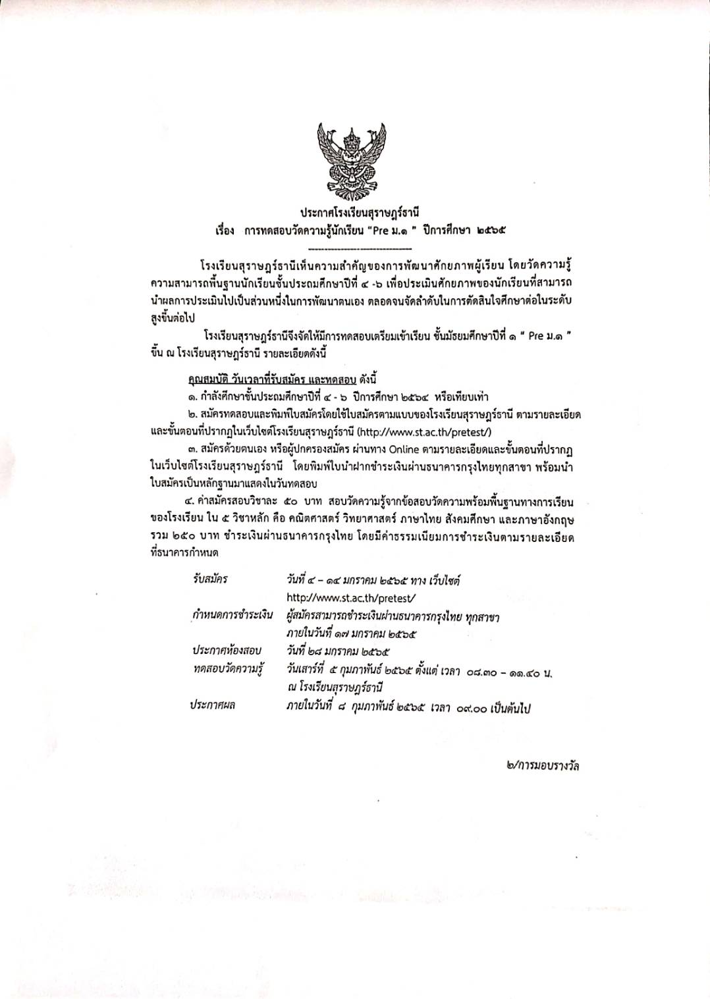 ประกาศโรงเรียนสุราษฎร์ธานี
เรื่อง การทดสอบวัดความรู้นักเรียน “Pre ม.๑ ” ปีการศึกษา ๒๕๖๕
โรงเรียนสุราษฎร์ธานีเห็นความสำคัญของการพัฒนาศักยภาพผู้เรียน โดยวัดความรู้
ความสามารถพื้นฐานนักเรียนชั้นประถมศึกษาปีที่ ๔ -๖ เพื่อประเมินศักยภาพของนักเรียนที่สามารถ
นำผลการประเมินไปเป็นส่วนหนึ่งในการพัฒนาตนเอง ตลอดจนจัดลำดับในการตัดสินใจศึกษาต่อในระดับ
สูงขึ้นต่อไป
โรงเรียนสุราษฎร์ธานีจึงจัดให้มีการทดสอบเตรียมเข้าเรียน ชั้นมัธยมศึกษาปีที่ ๑ “ Pre ม.๑ ”
ขึ้น ณ โรงเรียนสุราษฎร์ธานี รายละเอียดดังนี้
คุณสมบัติ วันเวลาที่รับสมัคร และทดสอบ ดังนี้
๑. กำลังศึกษาชั้นประถมศึกษาปีที่ ๔ - ๖ ปีการศึกษา ๒๕๖๔ หรือเทียบเท่า
๒. สมัครทดสอบและพิมพ์ใบสมัครโดยใช้ใบสมัครตามแบบของโรงเรียนสุราษฎร์ธานี ตามรายละเอียด
และขั้นตอนที่ปรากฏในเว็บไซต์โรงเรียนสุราษฎร์ธานี (http://www.st.ac.th/pretest/)
๓. สมัครด้วยตนเอง หรือผู้ปกครองสมัคร ผ่านทาง Online ตามรายละเอียดและขั้นตอนที่ปรากฏ
ในเว็บไซต์โรงเรียนสุราษฎร์ธานี โดยพิมพ์ใบนำฝากชำระเงินผ่านธนาคารกรุงไทยทุกสาขา พร้อมนำ
ใบสมัครเป็นหลักฐานมาแสดงในวันทดสอบ
๔. ค่าสมัครสอบวิชาละ ๕๐ บาท สอบวัดความรู้จากข้อสอบวัดความพร้อมพื้นฐานทางการเรียน
ของโรงเรียน ใน ๕ วิชาหลัก คือ คณิตศาสตร์ วิทยาศาสตร์ ภาษาไทย สังคมศึกษา และภาษาอังกฤษ
รวม ๒๕๐ บาท ชำระเงินผ่านธนาคารกรุงไทย โดยมีค่าธรรมเนียมการชำระเงินตามรายละเอียด
ที่ธนาคารกำหนด
รับสมัคร วันที่ ๔ – ๑๔ มกราคม ๒๕๖๕ ทาง เว็บไซต์
http://www.st.ac.th/pretest/
กำหนดการชำระเงิน ผู้สมัครสามารถชำระเงินผ่านธนาคารกรุงไทย ทุกสาขา
ภายในวันที่ ๑๗ มกราคม ๒๕๖๕
ประกาศห้องสอบ วันที่ ๒๘ มกราคม ๒๕๖๕
ทดสอบวัดความรู้ วันเสาร์ที่ ๕ กุมภาพันธ์ ๒๕๖๕ ตั้งแต่ เวลา ๐๘.๓๐ – ๑๑.๔๐ น.
ณ โรงเรียนสุราษฎร์ธานี
ประกาศผล ภายในวันที่ ๘ กุมภาพันธ์ ๒๕๖๕ เวลา ๐๙.๐๐ เป็นต้นไป
๒/การมอบรางวัล